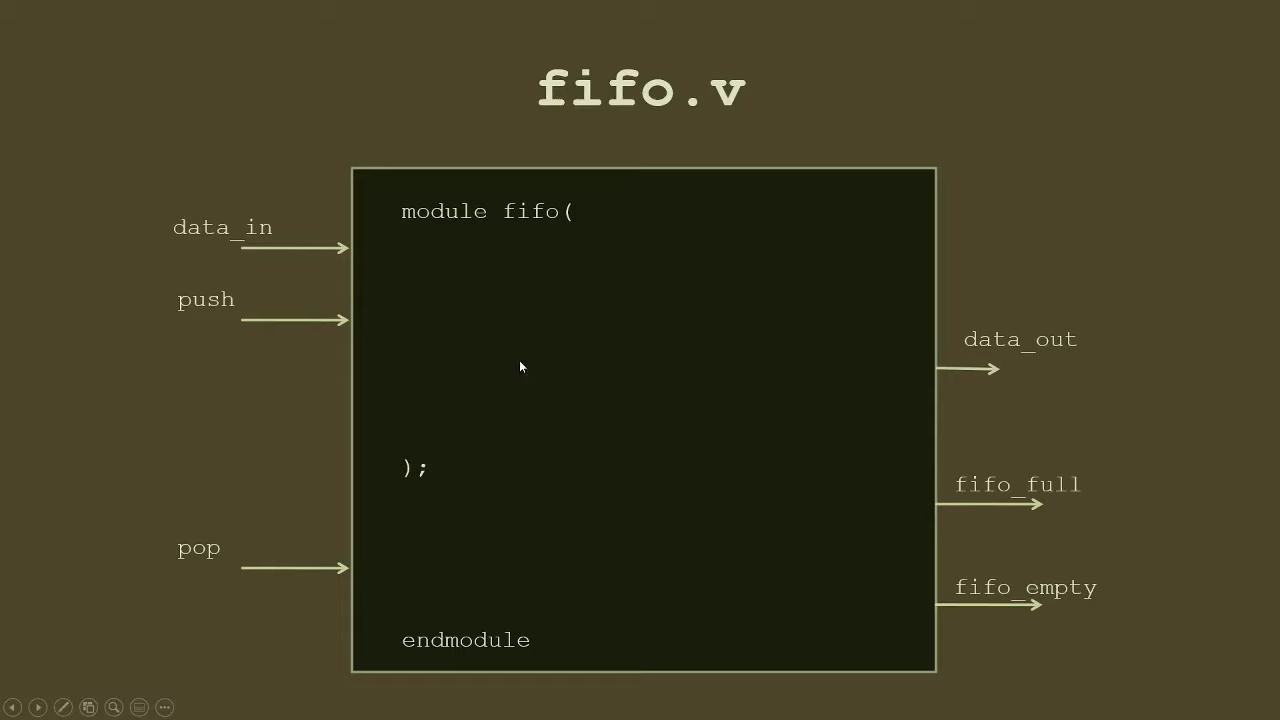 fifo.v
module fifo(
data_in
push
data_out
);
fifo_full
pop
fifo_empty
endmodule